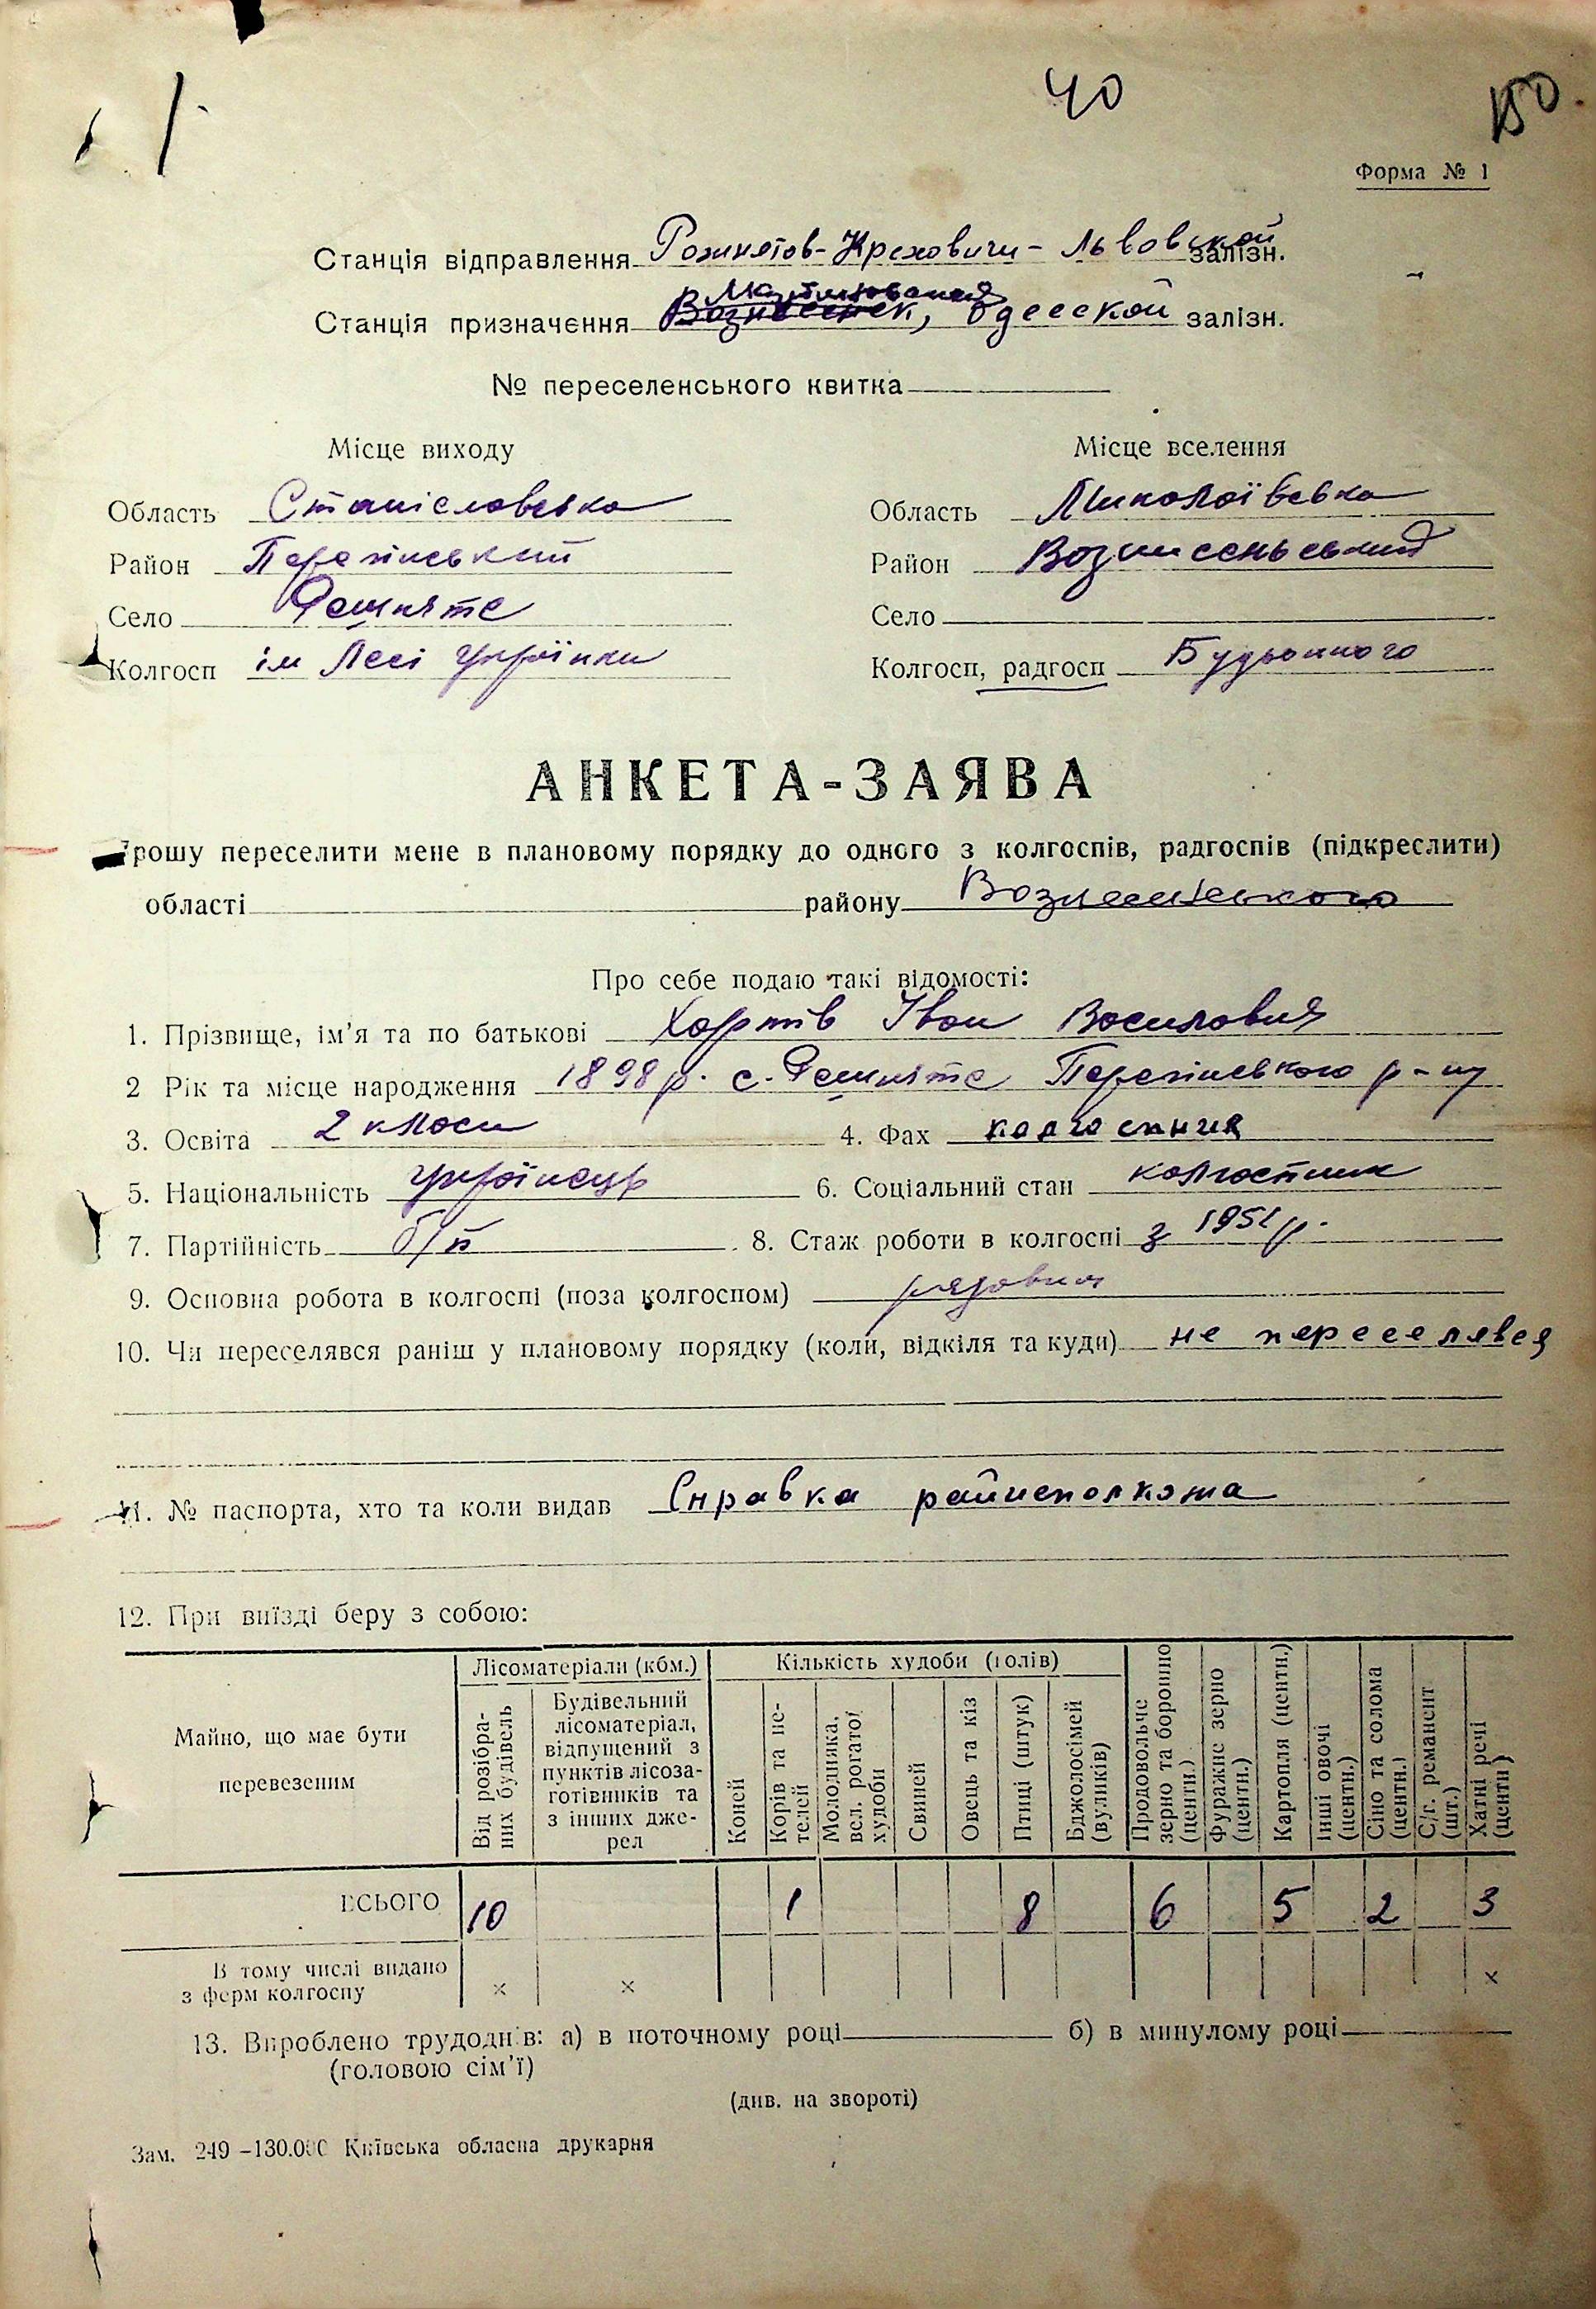 40
150
Форма № 1
Станція відправлення Рожнятов-Креховичи - Львовской залізн.
Станція призначення Вознесенск, Одесской залізн.
№ переселенського квитка
Місце виходу
Місце вселення
Область Станіславська
Область Миколаївська
Район Перегінський
Район Вознесенський
Село
Село
Колгосп ім Лесі Українки
Колгосп, радгосп Будьонного
АНКЕТА-ЗАЯВА
Прошу переселити мене в плановому порядку до одного з колгоспів, радгоспів (підкреслити)
області району Вознесенського
Про себе подаю такі відомості:
1. Прізвище, ім'я та по батькові Іван Василович
2 Рік та місце народження 1898 р. с. Перегінського р-ну
3. Освіта 2 класи 4. Фах
5. Національність українець 6. Соціальний стан колгоспник
7. Партійність б/п 8. Стаж роботи в колгоспі з 1951 р.
9. Основна робота в колгоспі (поза колгоспом) рядовий
10. Чи переселявся раніш у плановому порядку (коли, відкіля та куди) не переселявся
11. № паспорта, хто та коли видав Справка райисполкома
12. При виїзді беру з собою:
Майно, що має бути перевезеним
Лісоматеріали (кбм.)
Від розібраних будівель
Будівельний лісоматеріал, відпущений з пунктів лісозаготівників та з інших джерел
Кількість худоби (голів)
Коней
Корів та нетелей
Молодняка, вел. рогатої худоби
Свиней
Овець та кіз
Птиці (штук)
Бджолосімей (вуликів)
Продовольче зерно та борошно (центн.)
Фуражне зерно (центн.)
Картопля (центн.)
Інші овочі (центн.)
Сіно та солома (центн.)
С/г. реманент (шт.)
Хатні речі (центн)
ВСЬОГО 10 1 8 6 5 2 3
В тому числі видано з ферм колгоспу × × ×
13. Вироблено трудоднів: а) в поточному році б) в минулому році
(головою сім'ї)
(див. на звороті)
Зам. 249 –130.000 Київська обласна друкарня